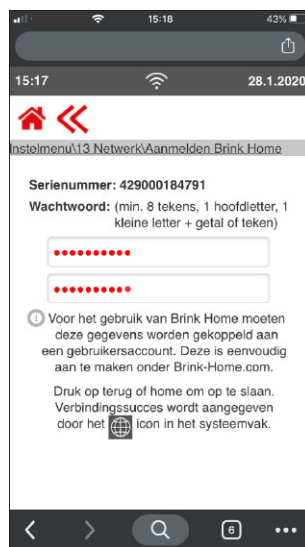 15:18
43%
15:17
28.1.2020
Instelmenu\13 Netwerk\Aanmelden Brink Home
Serienummer: 429000184791
Wachtwoord: (min. 8 tekens, 1 hoofdletter, 1
kleine letter + getal of teken)
Voor het gebruik van Brink Home moeten
deze gegevens worden gekoppeld aan
een gebruikersaccount. Deze is eenvoudig
aan te maken onder Brink-Home.com.
Druk op terug of home om op te slaan.
Verbindingssucces wordt aangegeven
door het icon in het systeemvak.
6